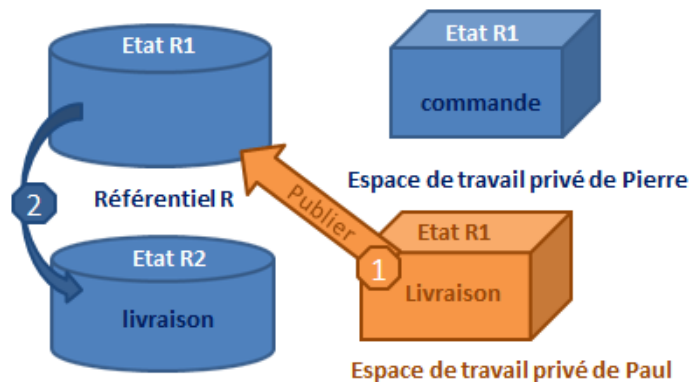 Etat R1
Etat R1
commande
Espace de travail privé de Pierre
2
Référentiel R
Publier
Etat R1
1
Etat R2
Livraison
livraison
Espace de travail privé de Paul